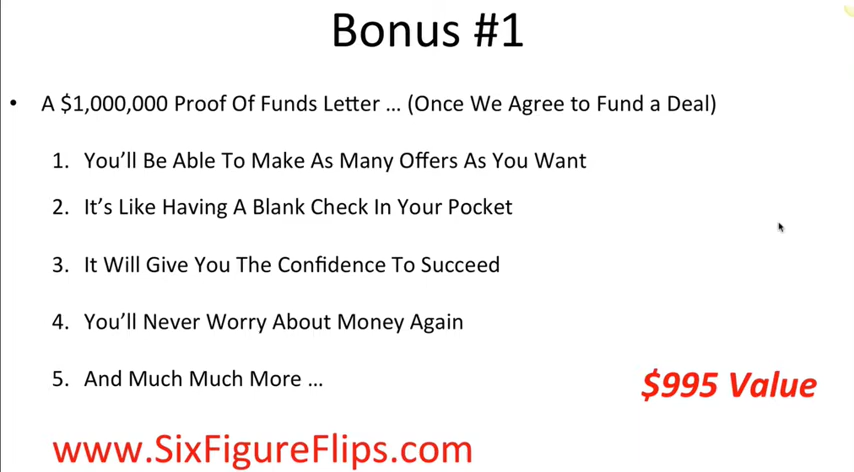 Bonus #1
• A $1,000,000 Proof Of Funds Letter ... (Once We Agree to Fund a Deal)
1. You'll Be Able To Make As Many Offers As You Want
2. It's Like Having A Blank Check In Your Pocket
3. It Will Give You The Confidence To Succeed
4. You'll Never Worry About Money Again
5. And Much Much More ...
$995 Value
www.SixFigureFlips.com